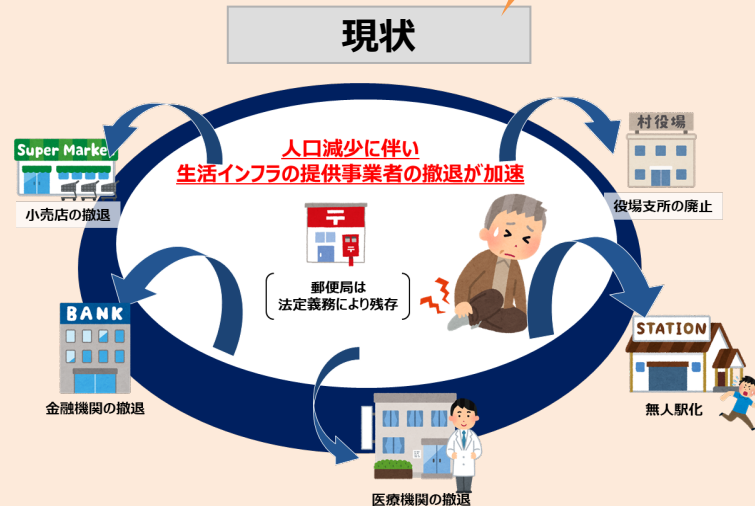 現状
人口減少に伴い
生活インフラの提供事業者の撤退が加速
Super Marke
小売店の撤退
村役場
役場支所の廃止
〒
郵便局は
法定義務により残存
BANK
金融機関の撤退
STATION
無人駅化
医療機関の撤退